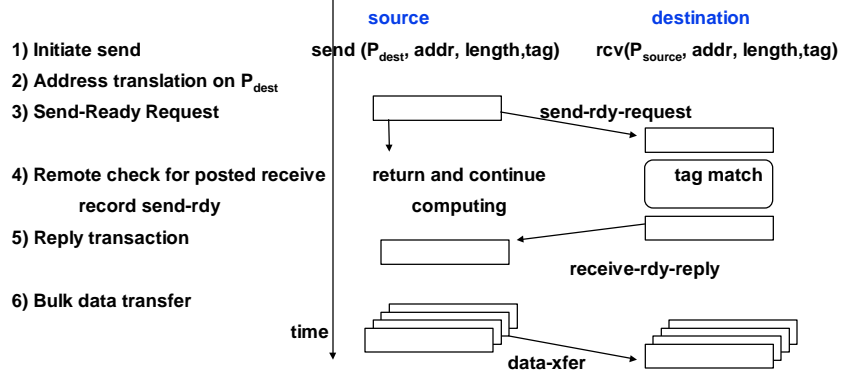 source
destination
1) Initiate send
send (Pdest, addr, length,tag)
rcv(Psource, addr, length,tag)
2) Address translation on Pdest
3) Send-Ready Request
send-rdy-request
4) Remote check for posted receive
record send-rdy
return and continue
computing
tag match
5) Reply transaction
receive-rdy-reply
6) Bulk data transfer
time
data-xfer